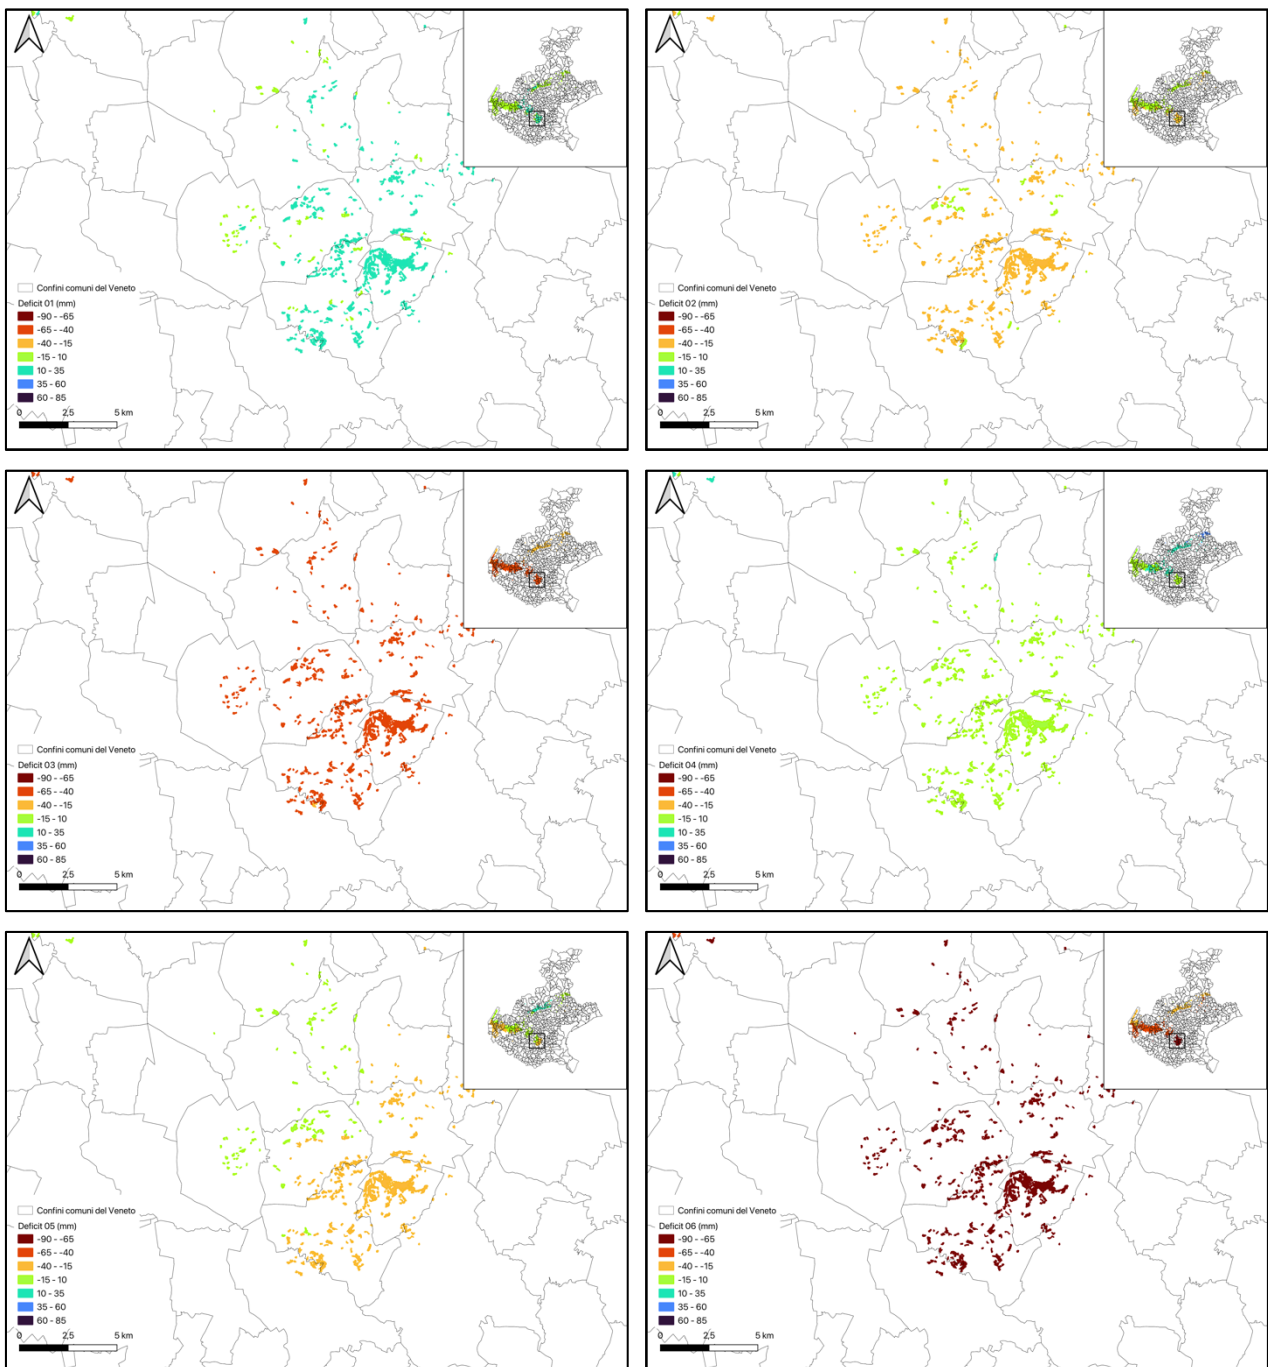 Confini comuni del Veneto
Deficit 01 (mm)
-90 - -65
-65 - -40
-40 - -15
-15 - 10
10 - 35
35 - 60
60 - 85
0 2,5 5 km
Confini comuni del Veneto
Deficit 02 (mm)
-90 - -65
-65 - -40
-40 - -15
-15 - 10
10 - 35
35 - 60
60 - 85
0 2,5 5 km
Confini comuni del Veneto
Deficit 03 (mm)
-90 - -65
-65 - -40
-40 - -15
-15 - 10
10 - 35
35 - 60
60 - 85
0 2,5 5 km
Confini comuni del Veneto
Deficit 04 (mm)
-90 - -65
-65 - -40
-40 - -15
-15 - 10
10 - 35
35 - 60
60 - 85
0 2,5 5 km
Confini comuni del Veneto
Deficit 05 (mm)
-90 - -65
-65 - -40
-40 - -15
-15 - 10
10 - 35
35 - 60
60 - 85
0 2,5 5 km
Confini comuni del Veneto
Deficit 06 (mm)
-90 - -65
-65 - -40
-40 - -15
-15 - 10
10 - 35
35 - 60
60 - 85
0 2,5 5 km